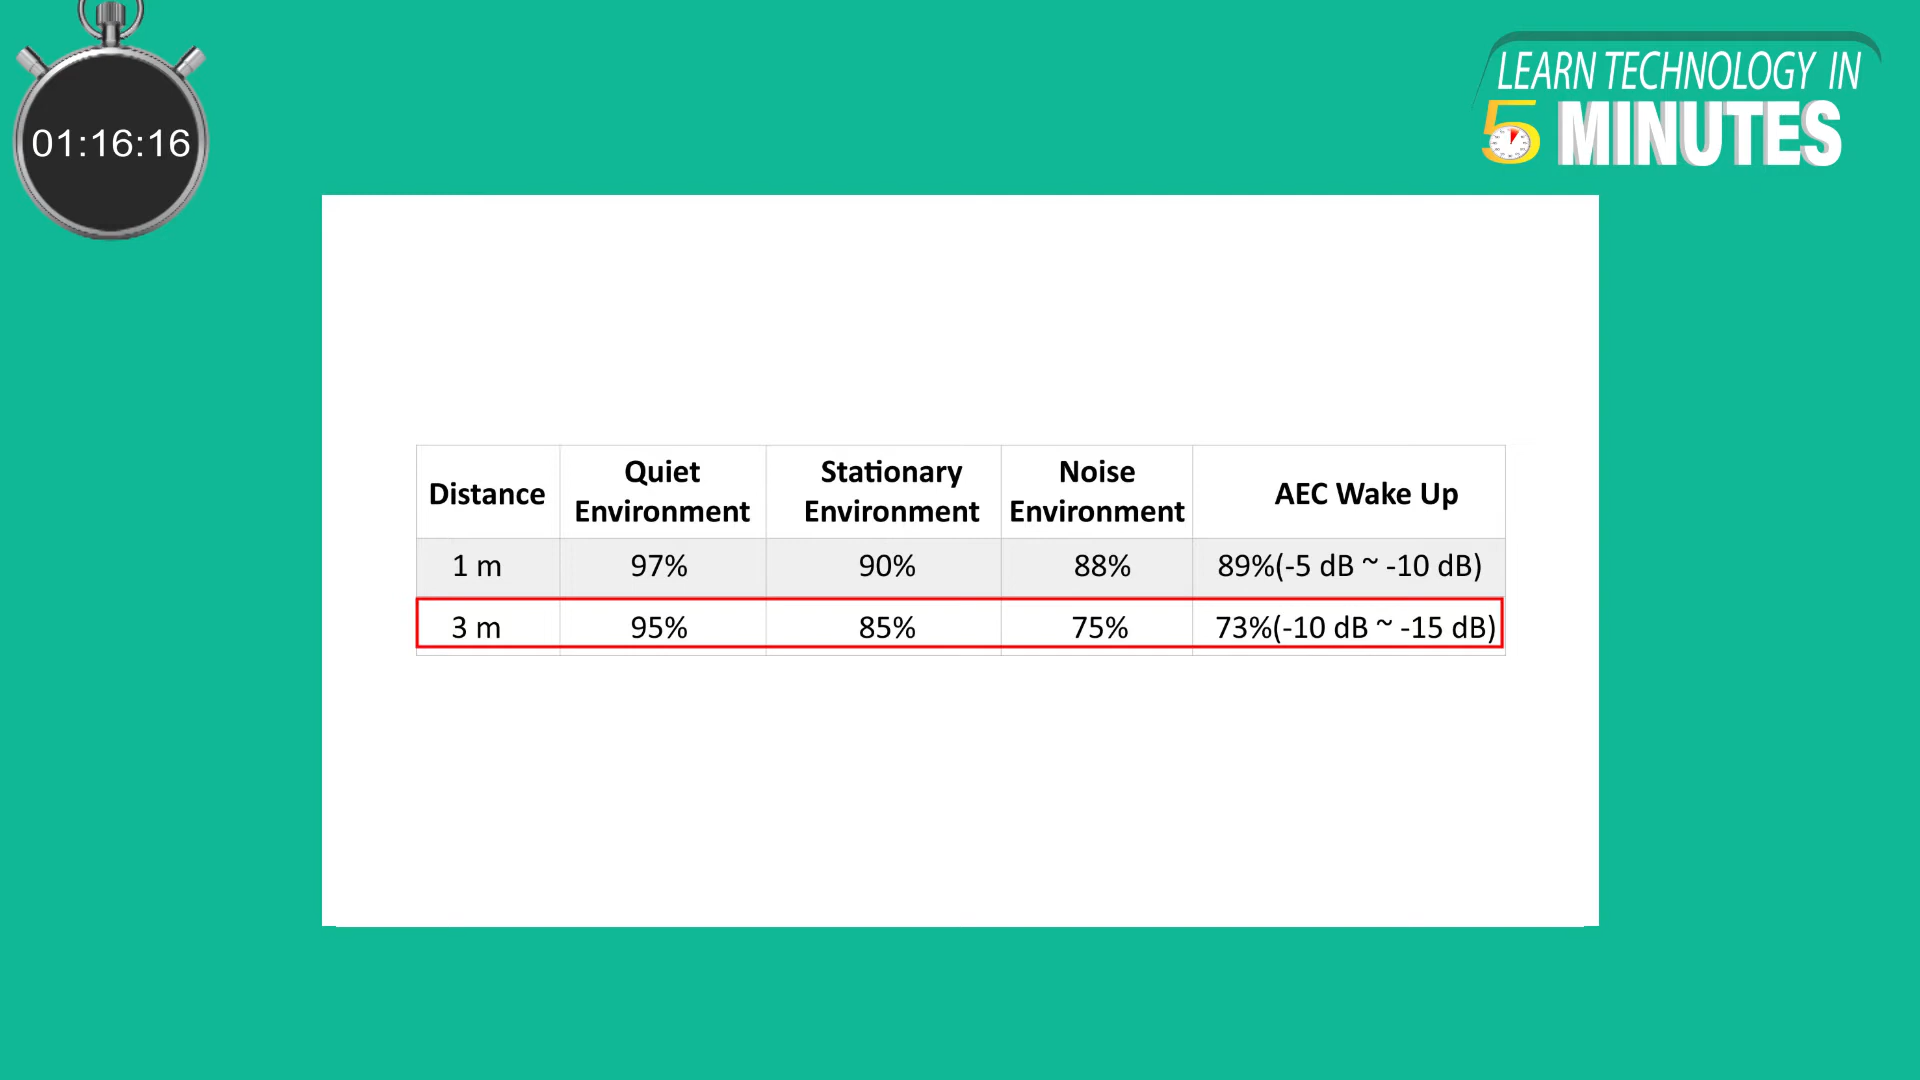 01:16:16
LEARN TECHNOLOGY IN
5 MINUTES
Distance Quiet Environment Stationary Environment Noise Environment AEC Wake Up
1 m 97% 90% 88% 89%(-5 dB ~ -10 dB)
3 m 95% 85% 75% 73%(-10 dB ~ -15 dB)